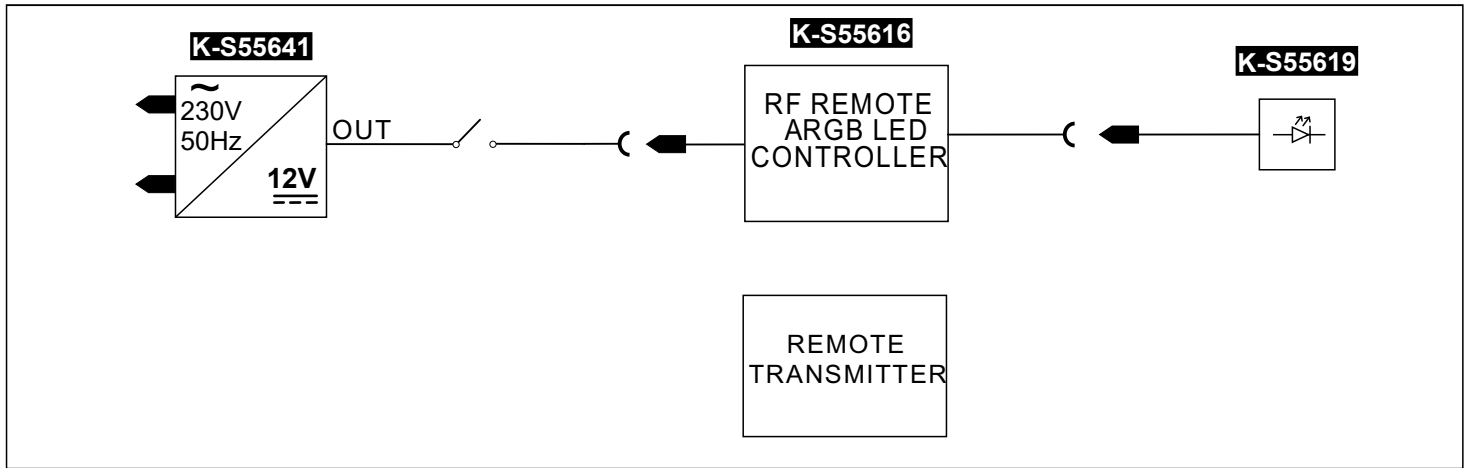 K-S55641
K-S55616
K-S55619
~
230V
50Hz
12V
OUT
RF REMOTE
ARGB LED
CONTROLLER
REMOTE
TRANSMITTER